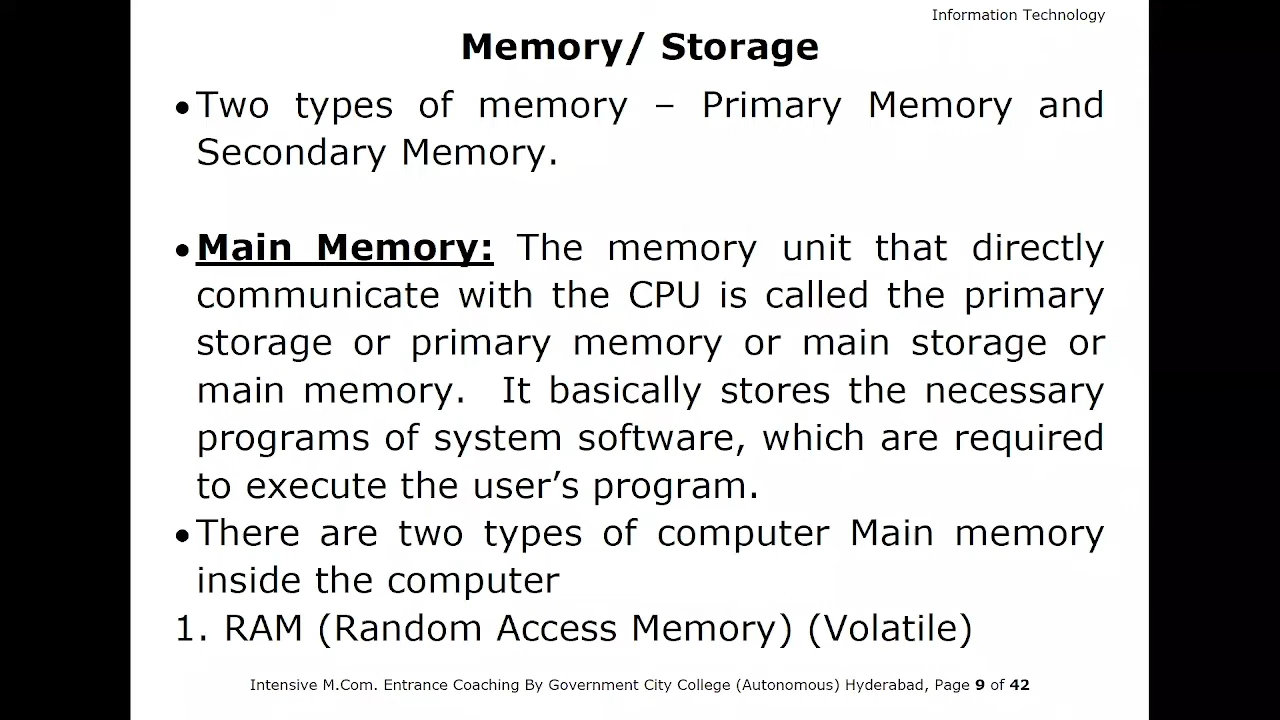 Information Technology
Memory/ Storage
•Two types of memory – Primary Memory and
Secondary Memory.
•Main Memory: The memory unit that directly
communicate with the CPU is called the primary
storage or primary memory or main storage or
main memory. It basically stores the necessary
programs of system software, which are required
to execute the user’s program.
•There are two types of computer Main memory
inside the computer
1. RAM (Random Access Memory) (Volatile)
Intensive M.Com. Entrance Coaching By Government City College (Autonomous) Hyderabad, Page 9 of 42